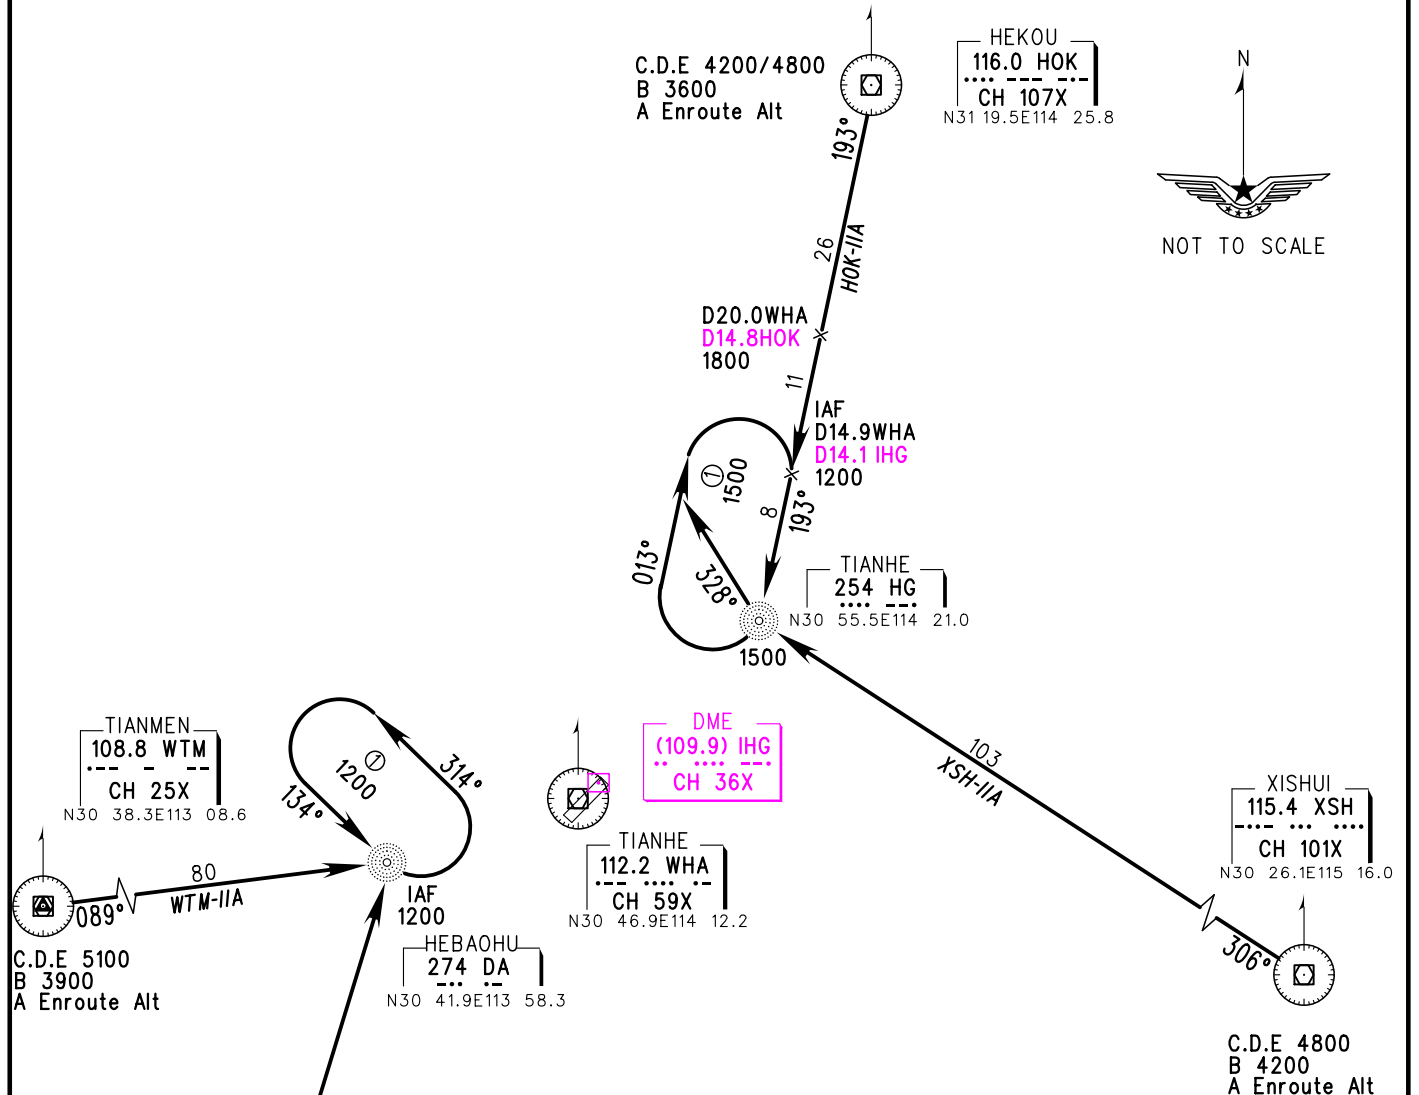 HEKOU
116.0 HOK
CH 107X
N31 19.5E114 25.8
C.D.E 4200/4800
B 3600
A Enroute Alt
N
NOT TO SCALE
193°
26
HOK-11A
D20.0WHA
D14.8HOK
1800
11
IAF
D14.9WHA
D14.1 IHG
1200
1
1500
8
193°
013°
328°
TIANHE
254 HG
N30 55.5E114 21.0
1500
TIANMEN
108.8 WTM
CH 25X
N30 38.3E113 08.6
1
1200
314°
134°
DME
(109.9) IHG
CH 36X
103
XSH-11A
XISHUI
115.4 XSH
CH 101X
N30 26.1E115 16.0
TIANHE
112.2 WHA
CH 59X
N30 46.9E114 12.2
80
WTM-11A
089°
IAF
1200
HEBAOHU
274 DA
N30 41.9E113 58.3
C.D.E 5100
B 3900
A Enroute Alt
306°
C.D.E 4800
B 4200
A Enroute Alt